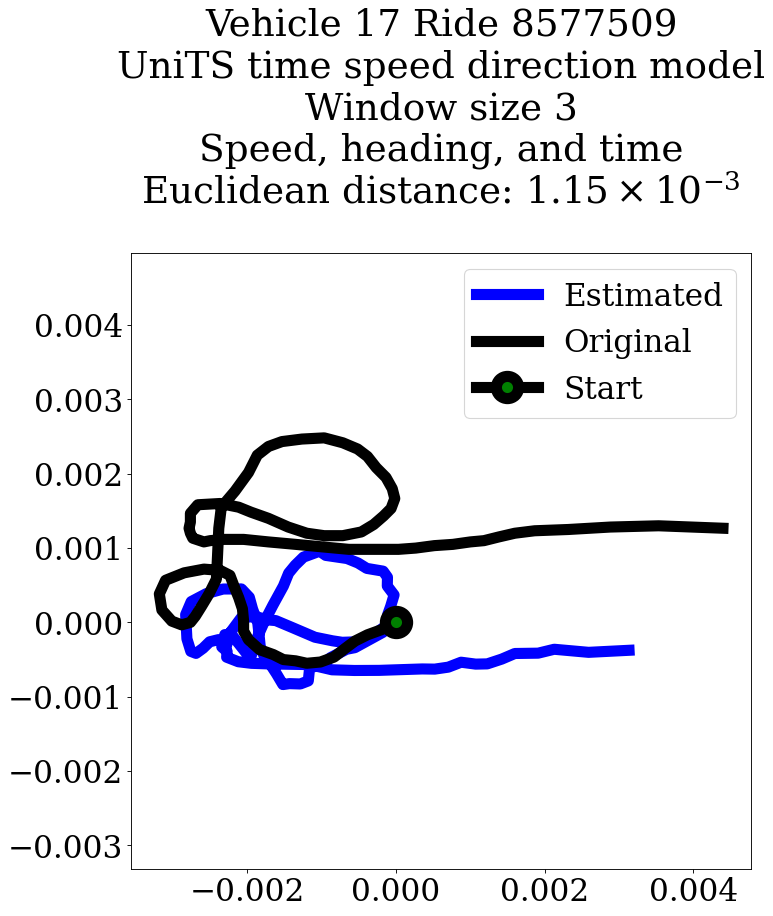 Vehicle 17 Ride 8577509
UniTS time speed direction model
Window size 3
Speed, heading, and time
Euclidean distance: 1.15 × 10⁻³
Estimated
Original
Start
0.004
0.003
0.002
0.001
0.000
−0.001
−0.002
−0.003
−0.002 0.000 0.002 0.004